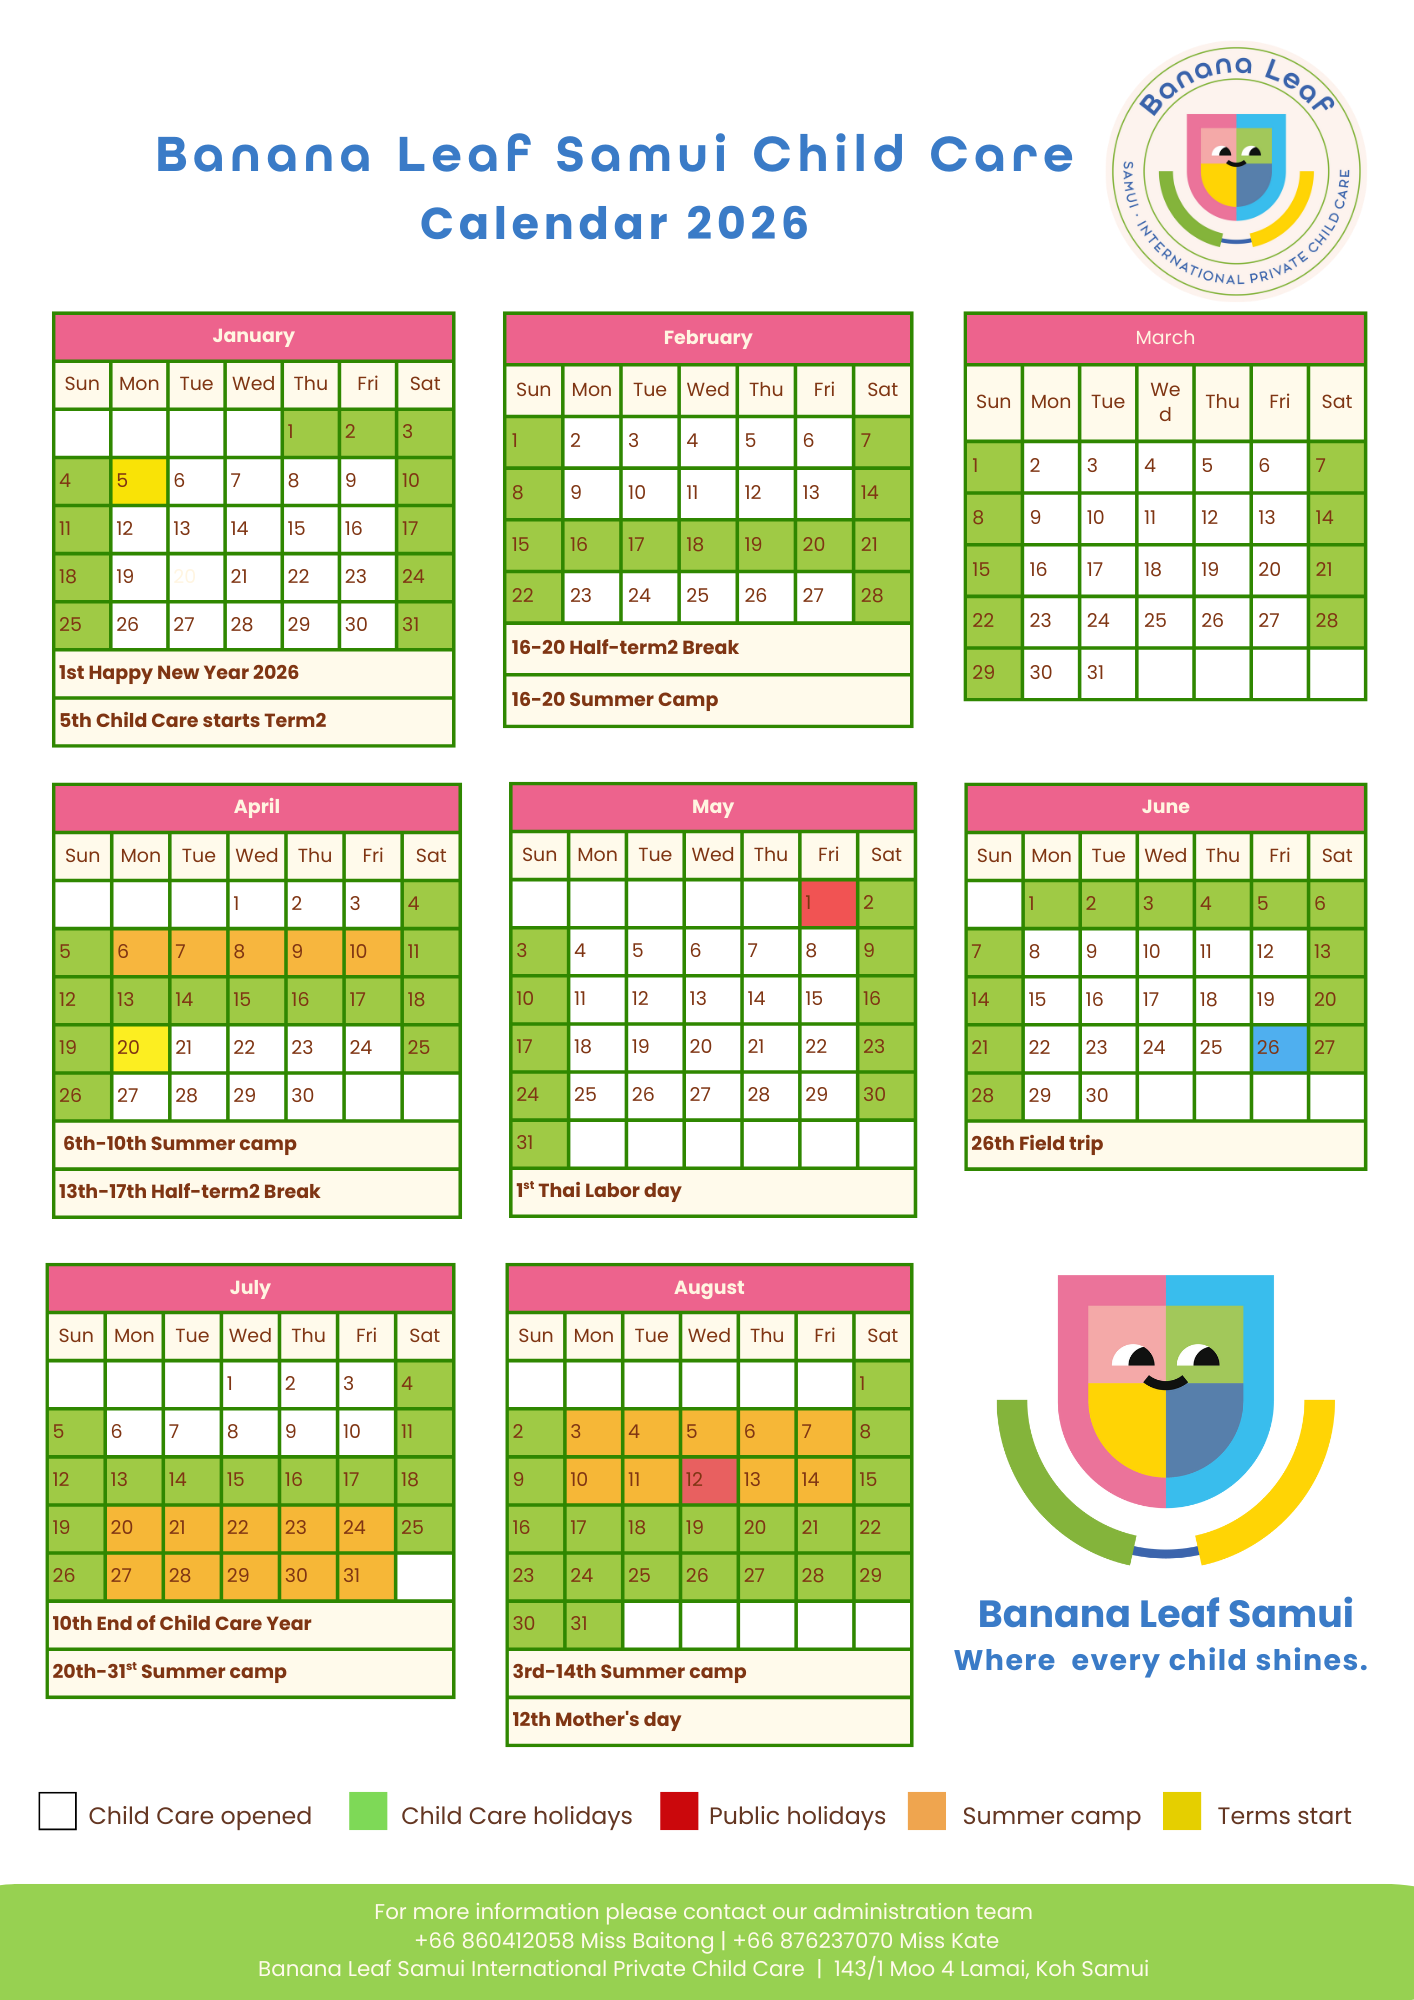 Banana Leaf
SAMUI · INTERNATIONAL PRIVATE CHILD CARE
Banana Leaf Samui Child Care
Calendar 2026
January
Sun Mon Tue Wed Thu Fri Sat
1 2 3
4 5 6 7 8 9 10
11 12 13 14 15 16 17
18 19 20 21 22 23 24
25 26 27 28 29 30 31
1st Happy New Year 2026
5th Child Care starts Term2
February
Sun Mon Tue Wed Thu Fri Sat
1 2 3 4 5 6 7
8 9 10 11 12 13 14
15 16 17 18 19 20 21
22 23 24 25 26 27 28
16-20 Half-term2 Break
16-20 Summer Camp
March
Sun Mon Tue We
d Thu Fri Sat
1 2 3 4 5 6 7
8 9 10 11 12 13 14
15 16 17 18 19 20 21
22 23 24 25 26 27 28
29 30 31
April
Sun Mon Tue Wed Thu Fri Sat
1 2 3 4
5 6 7 8 9 10 11
12 13 14 15 16 17 18
19 20 21 22 23 24 25
26 27 28 29 30
6th-10th Summer camp
13th-17th Half-term2 Break
May
Sun Mon Tue Wed Thu Fri Sat
1 2
3 4 5 6 7 8 9
10 11 12 13 14 15 16
17 18 19 20 21 22 23
24 25 26 27 28 29 30
31
1st Thai Labor day
June
Sun Mon Tue Wed Thu Fri Sat
1 2 3 4 5 6
7 8 9 10 11 12 13
14 15 16 17 18 19 20
21 22 23 24 25 26 27
28 29 30
26th Field trip
July
Sun Mon Tue Wed Thu Fri Sat
1 2 3 4
5 6 7 8 9 10 11
12 13 14 15 16 17 18
19 20 21 22 23 24 25
26 27 28 29 30 31
10th End of Child Care Year
20th-31st Summer camp
August
Sun Mon Tue Wed Thu Fri Sat
1
2 3 4 5 6 7 8
9 10 11 12 13 14 15
16 17 18 19 20 21 22
23 24 25 26 27 28 29
30 31
3rd-14th Summer camp
12th Mother's day
Banana Leaf Samui
Where every child shines.
Child Care opened Child Care holidays Public holidays Summer camp Terms start
For more information please contact our administration team
+66 860412058 Miss Baitong | +66 876237070 Miss Kate
Banana Leaf Samui International Private Child Care | 143/1 Moo 4 Lamai, Koh Samui